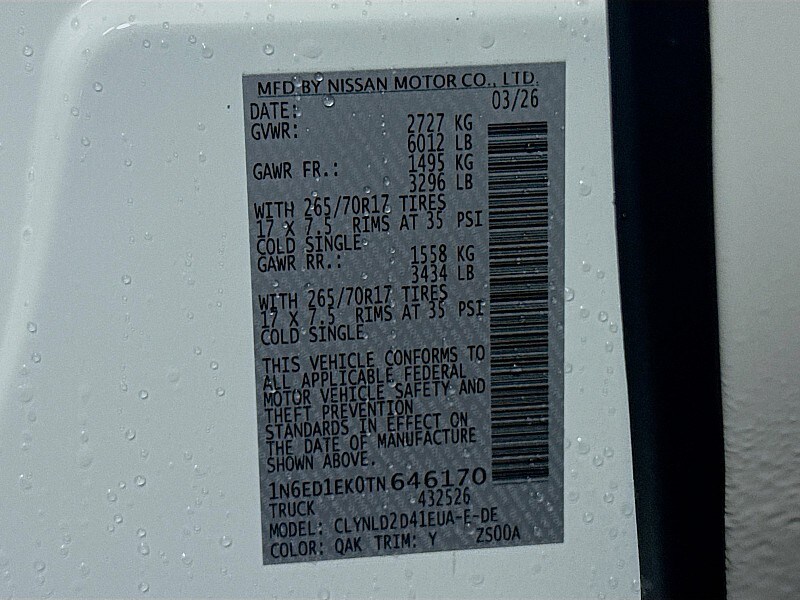 MFD BY NISSAN MOTOR CO., LTD.
DATE: 03/26
GVWR: 2727 KG
6012 LB
GAWR FR.: 1495 KG
3296 LB
WITH 265/70R17 TIRES
17 X 7.5 RIMS AT 35 PSI
COLD SINGLE
GAWR RR.: 1558 KG
3434 LB
WITH 265/70R17 TIRES
17 X 7.5 RIMS AT 35 PSI
COLD SINGLE
THIS VEHICLE CONFORMS TO
ALL APPLICABLE FEDERAL
MOTOR VEHICLE SAFETY AND
THEFT PREVENTION
STANDARDS IN EFFECT ON
THE DATE OF MANUFACTURE
SHOWN ABOVE.
1N6ED1EK0TN646170
TRUCK 432526
MODEL: CLYNLD2D41EUA-E-DE
COLOR: QAK TRIM: Y ZS00A